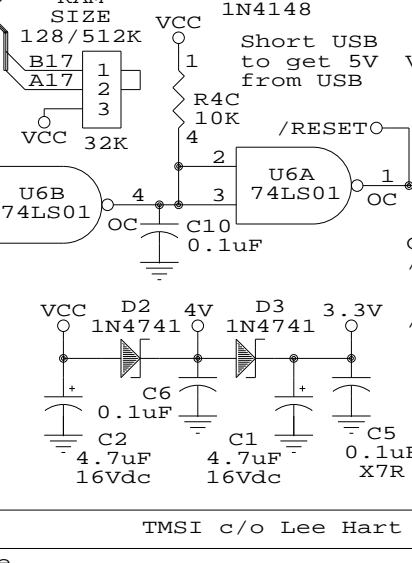 RAM
SIZE
128/512K
B17
A17
1
2
3
VCC
32K
VCC
1
R4C
10K
4
1N4148
Short USB
to get 5V
from USB
/RESET
2
3
U6A
74LS01
1
OC
U6B
74LS01
4
OC
C10
0.1uF
VCC
D2
1N4741
4V
D3
1N4741
3.3V
+
C6
0.1uF
+
C2
4.7uF
16Vdc
C1
4.7uF
16Vdc
C5
0.1uF
X7R
TMSI c/o Lee Hart